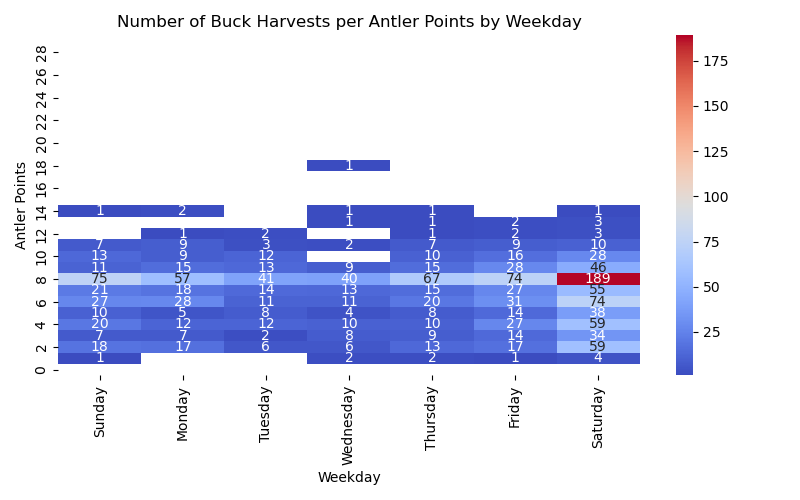 Number of Buck Harvests per Antler Points by Weekday
Antler Points
28
26
24
22
20
18 1
16
14 1 2 1 1 1
1 1 2 3
12 1 2 1 2 3
7 9 3 2 7 9 10
10 13 9 12 10 16 28
11 15 13 9 15 28 46
8 75 57 41 40 67 74 189
21 18 14 13 15 27 55
6 27 28 11 11 20 31 74
10 5 8 4 8 14 38
4 20 12 12 10 10 27 59
7 7 2 8 9 14 34
2 18 17 6 6 13 17 59
1 2 2 1 4
0
Sunday Monday Tuesday Wednesday Thursday Friday Saturday
Weekday
175
150
125
100
75
50
25